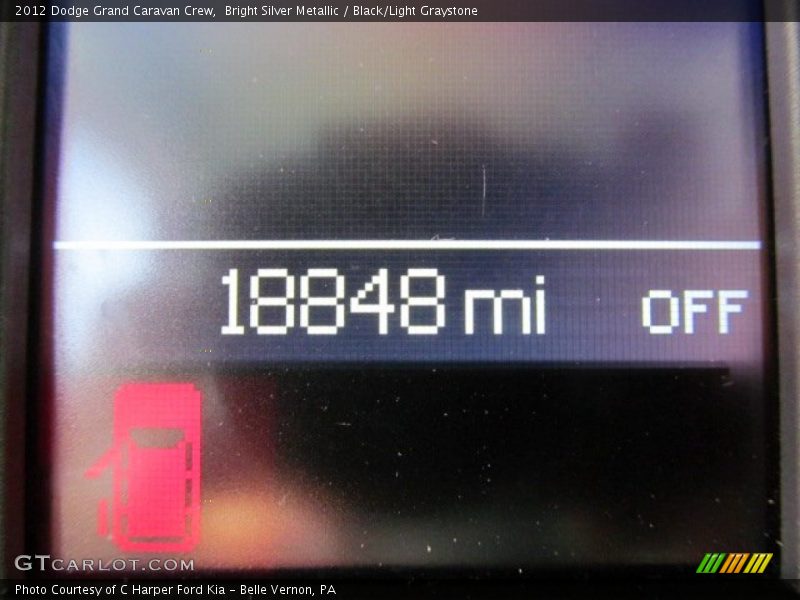 2012 Dodge Grand Caravan Crew,  Bright Silver Metallic / Black/Light Graystone
18848 mi OFF
GTCARLOT.COM
Photo Courtesy of C Harper Ford Kia - Belle Vernon, PA